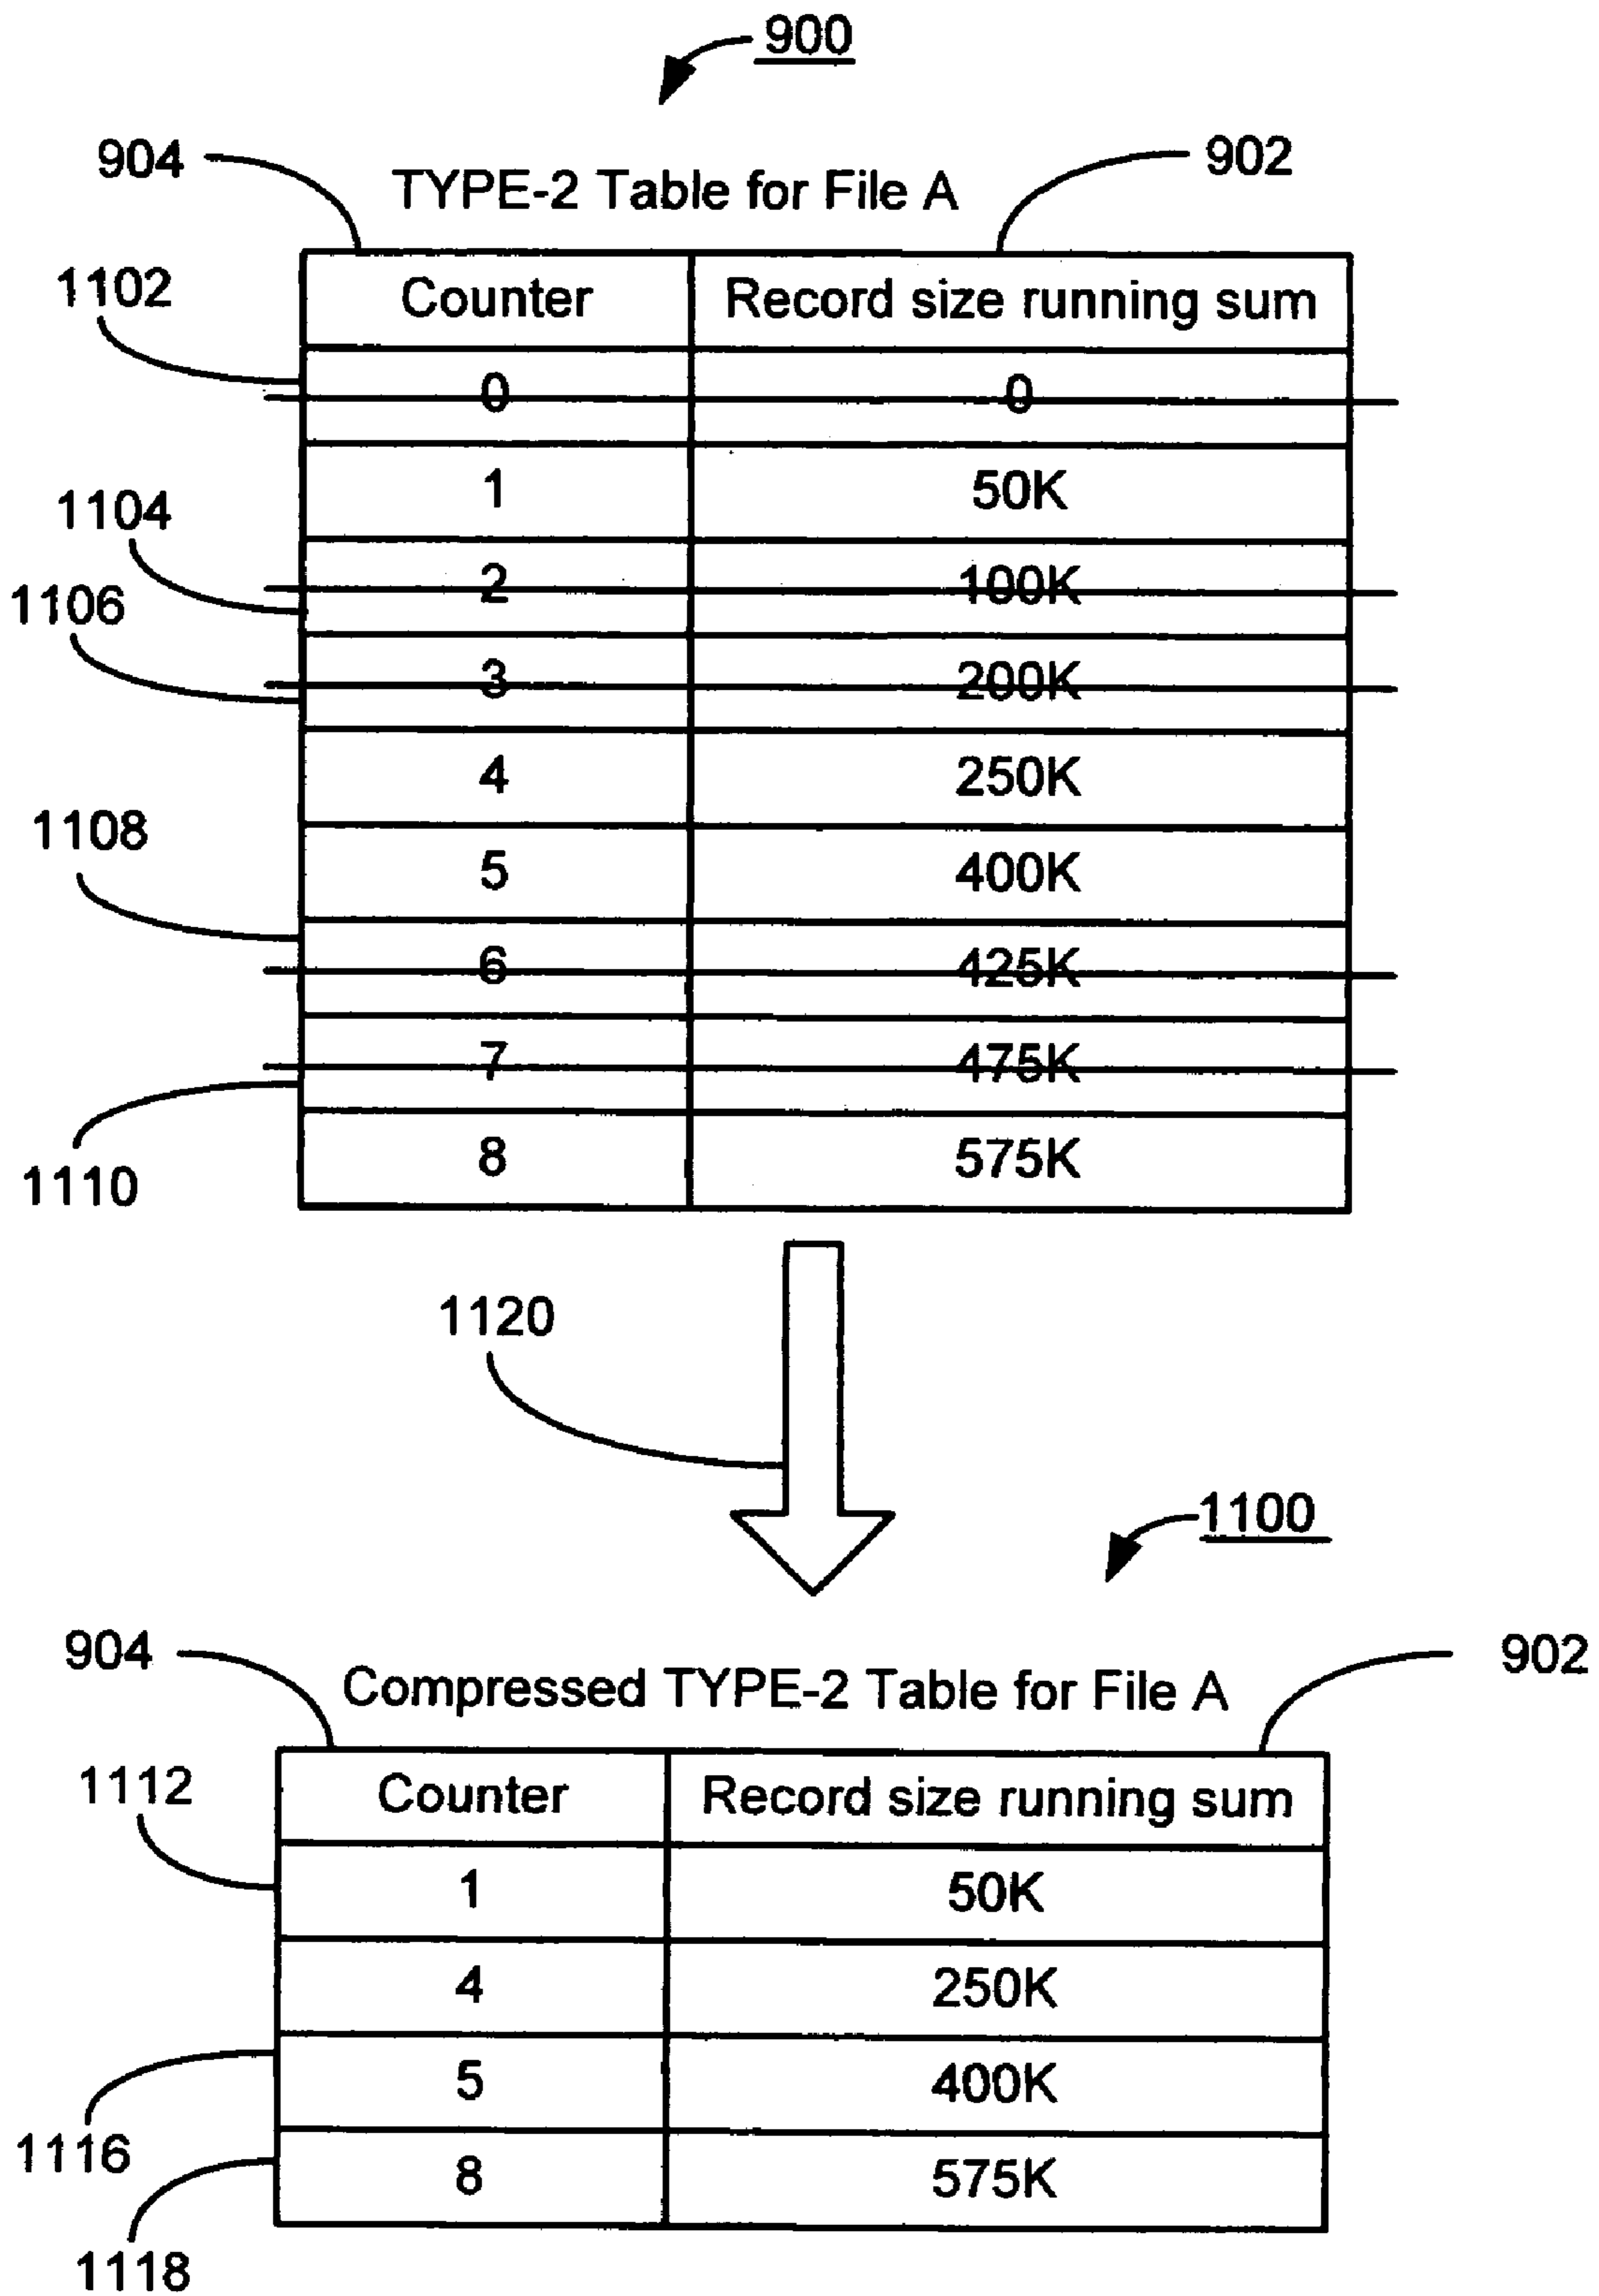 900
904
902
TYPE-2 Table for File A
1102
Counter Record size running sum
0 0
1 50K
1104
2 100K
1106
3 200K
4 250K
1108
5 400K
6 425K
7 475K
1110
8 575K
1120
1100
904
902
Compressed TYPE-2 Table for File A
1112
Counter Record size running sum
1 50K
4 250K
5 400K
1116
8 575K
1118